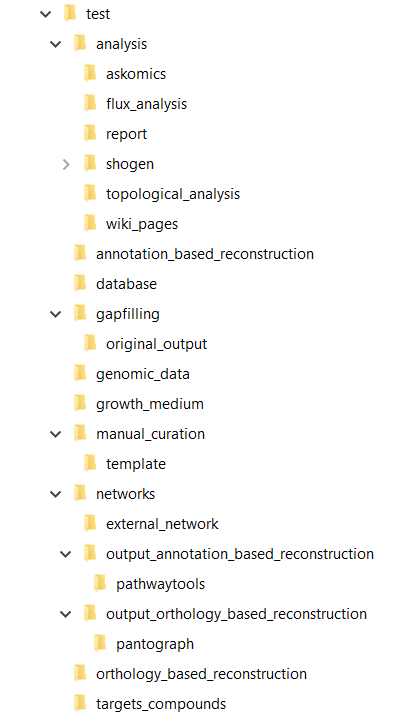 test
analysis
askomics
flux_analysis
report
shogen
topological_analysis
wiki_pages
annotation_based_reconstruction
database
gapfilling
original_output
genomic_data
growth_medium
manual_curation
template
networks
external_network
output_annotation_based_reconstruction
pathwaytools
output_orthology_based_reconstruction
pantograph
orthology_based_reconstruction
targets_compounds